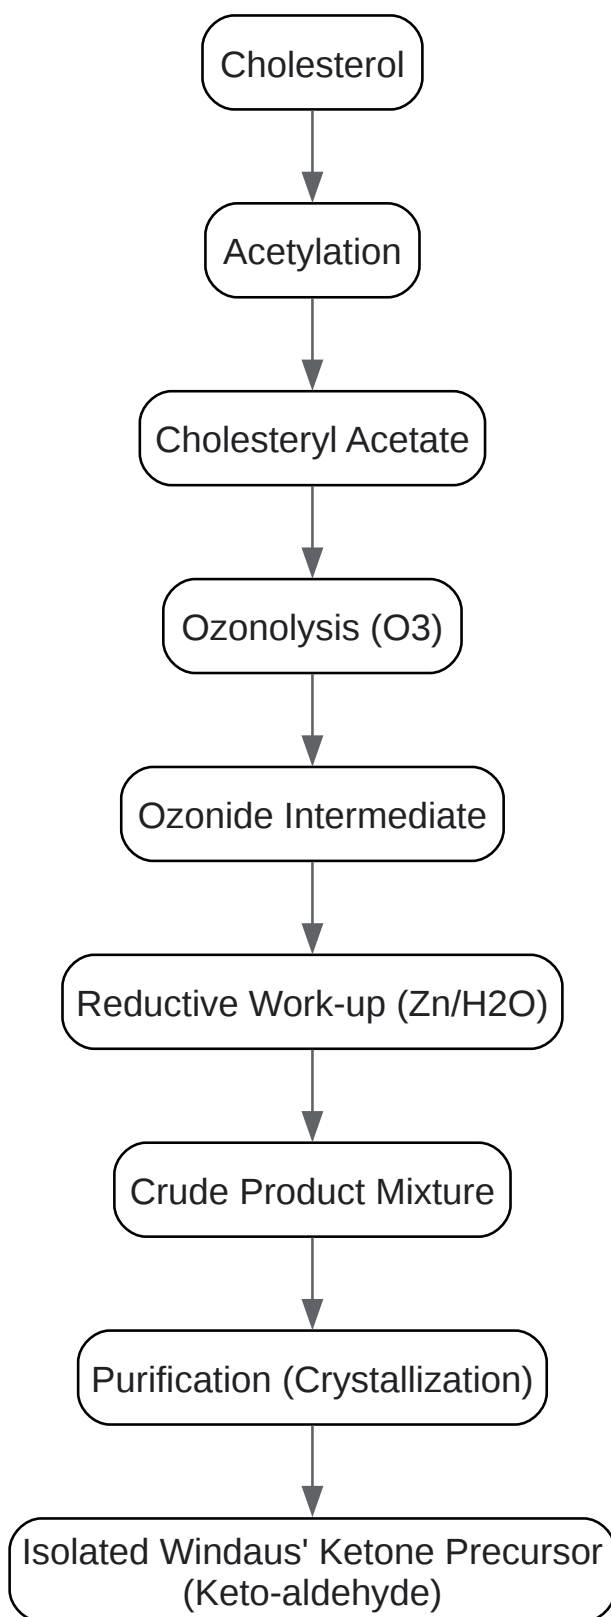 Cholesterol
Acetylation
Cholesteryl Acetate
Ozonolysis (O3)
Ozonide Intermediate
Reductive Work-up (Zn/H2O)
Crude Product Mixture
Purification (Crystallization)
Isolated Windaus' Ketone Precursor
(Keto-aldehyde)